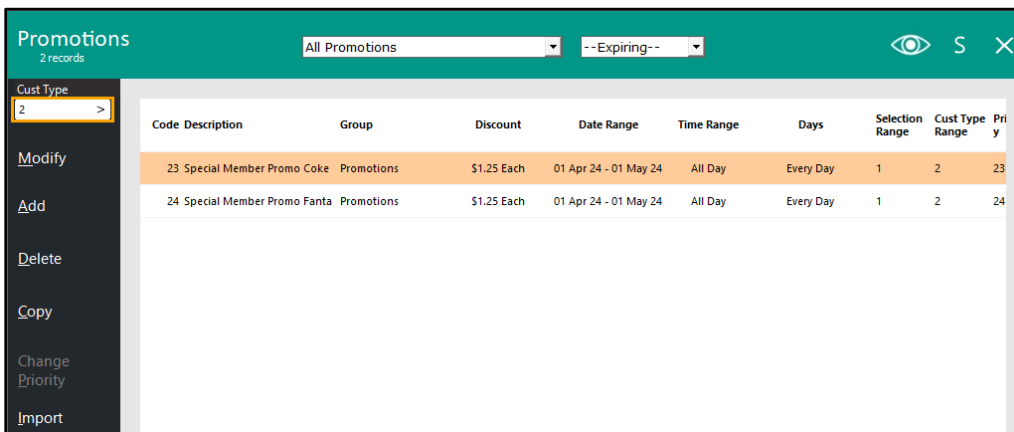 Promotions
2 records
All Promotions
--Expiring--
S
Cust Type
2 >
Modify
Add
Delete
Copy
Change
Priority
Import
Code Description Group Discount Date Range Time Range Days Selection Range Cust Type Range Pri y
23 Special Member Promo Coke Promotions $1.25 Each 01 Apr 24 - 01 May 24 All Day Every Day 1 2 23
24 Special Member Promo Fanta Promotions $1.25 Each 01 Apr 24 - 01 May 24 All Day Every Day 1 2 24